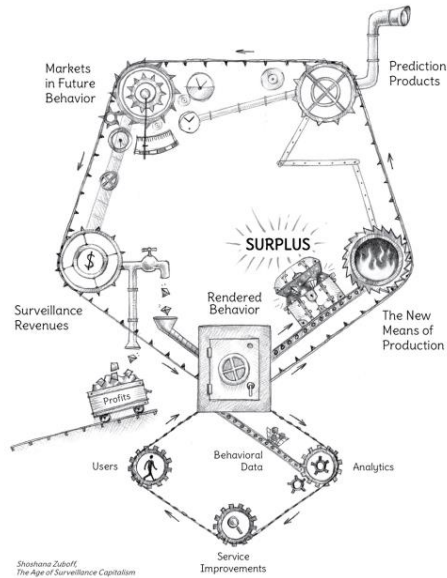 Markets
in Future
Behavior
Prediction
Products
SURPLUS
$
Surveillance
Revenues
Rendered
Behavior
The New
Means of
Production
Profits
Users
Behavioral
Data
Analytics
Service
Improvements
Shoshana Zuboff,
The Age of Surveillance Capitalism